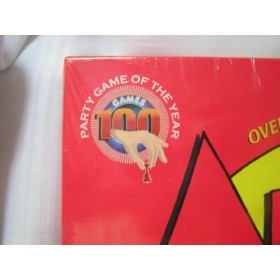 PARTY GAME OF THE YEAR
GAMES
100
OVE